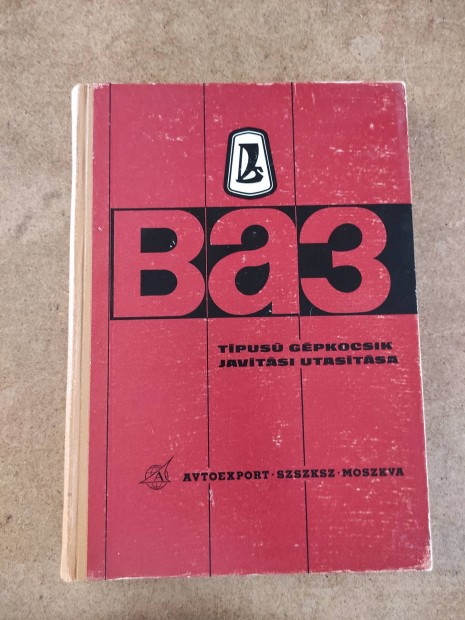 ВАЗ
TÍPUSÚ GÉPKOCSIK
JAVÍTÁSI UTASÍTÁSA
AVTOEXPORT · SZSZKSZ · MOSZKVA